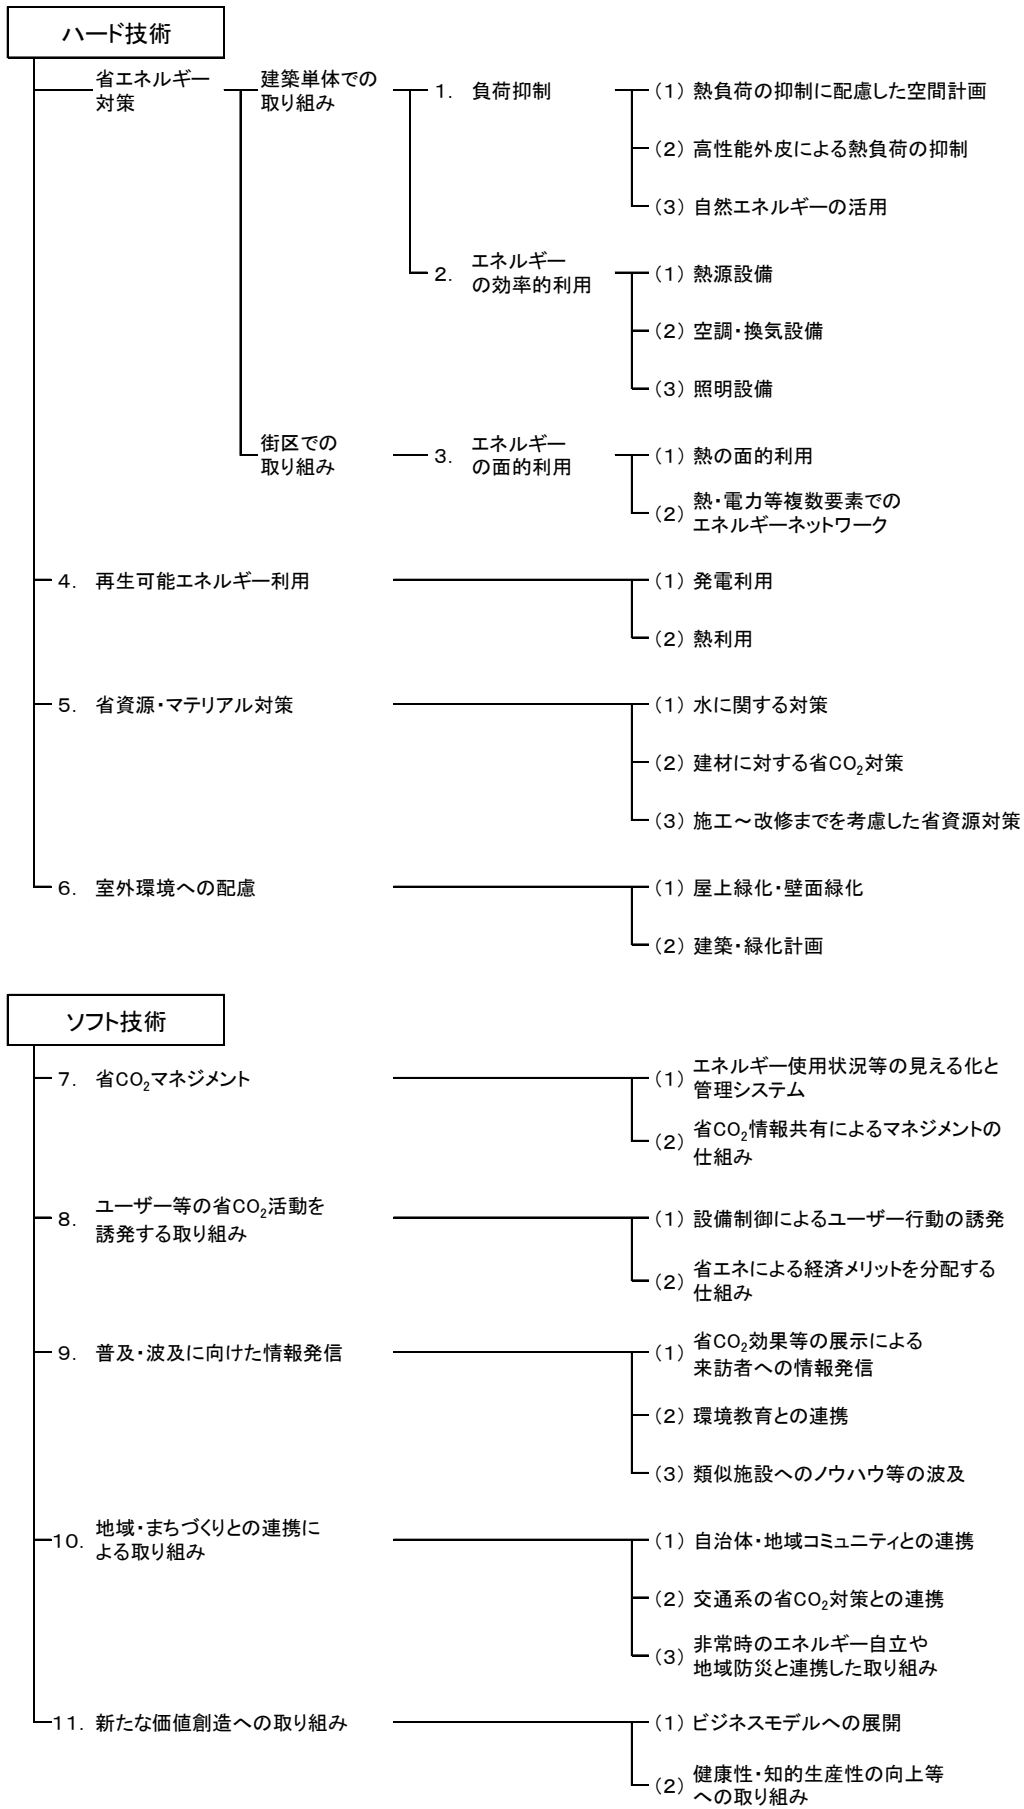 ハード技術
省エネルギー
対策
建築単体での
取り組み
1. 負荷抑制
(1) 熱負荷の抑制に配慮した空間計画
(2) 高性能外皮による熱負荷の抑制
(3) 自然エネルギーの活用
2. エネルギー
の効率的利用
(1) 熱源設備
(2) 空調・換気設備
(3) 照明設備
街区での
取り組み
3. エネルギー
の面的利用
(1) 熱の面的利用
(2) 熱・電力等複数要素での
エネルギーネットワーク
4. 再生可能エネルギー利用
(1) 発電利用
(2) 熱利用
5. 省資源・マテリアル対策
(1) 水に関する対策
(2) 建材に対する省CO₂対策
(3) 施工～改修までを考慮した省資源対策
6. 室外環境への配慮
(1) 屋上緑化・壁面緑化
(2) 建築・緑化計画
ソフト技術
7. 省CO₂マネジメント
(1) エネルギー使用状況等の見える化と
管理システム
(2) 省CO₂情報共有によるマネジメントの
仕組み
8. ユーザー等の省CO₂活動を
誘発する取り組み
(1) 設備制御によるユーザー行動の誘発
(2) 省エネによる経済メリットを分配する
仕組み
9. 普及・波及に向けた情報発信
(1) 省CO₂効果等の展示による
来訪者への情報発信
(2) 環境教育との連携
(3) 類似施設へのノウハウ等の波及
10. 地域・まちづくりとの連携に
よる取り組み
(1) 自治体・地域コミュニティとの連携
(2) 交通系の省CO₂対策との連携
(3) 非常時のエネルギー自立や
地域防災と連携した取り組み
11. 新たな価値創造への取り組み
(1) ビジネスモデルへの展開
(2) 健康性・知的生産性の向上等
への取り組み